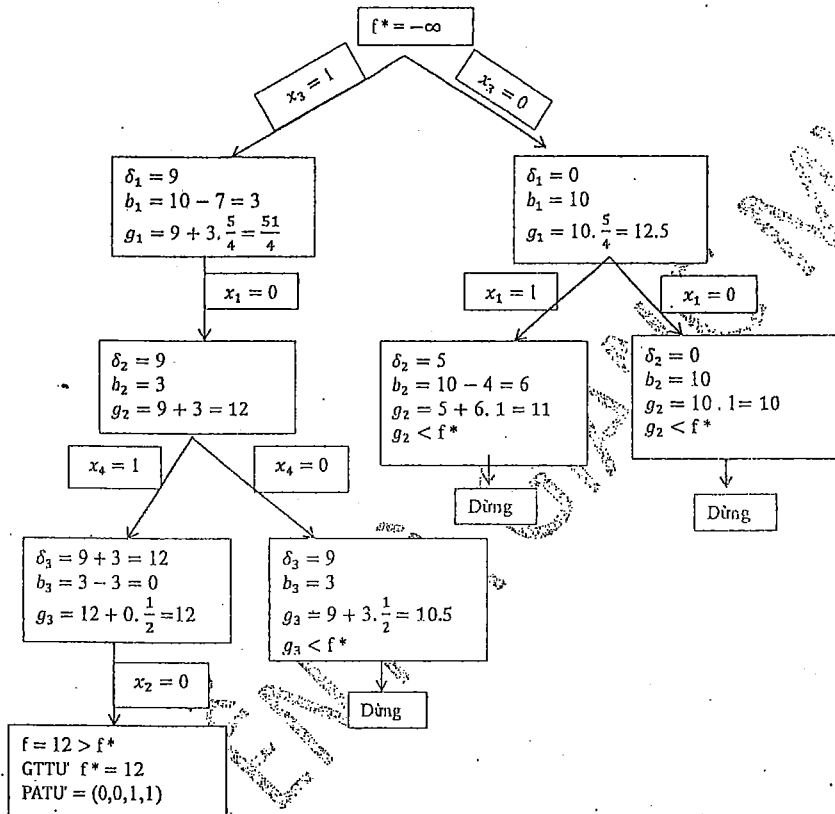 f* = −∞
x₃ = 1
x₃ = 0
δ₁ = 9
b₁ = 10 − 7 = 3
g₁ = 9 + 3. 5/4 = 51/4
δ₁ = 0
b₁ = 10
g₁ = 10. 5/4 = 12.5
x₁ = 0
x₁ = 1
x₁ = 0
δ₂ = 9
b₂ = 3
g₂ = 9 + 3 = 12
δ₂ = 5
b₂ = 10 − 4 = 6
g₂ = 5 + 6. 1 = 11
g₂ < f*
δ₂ = 0
b₂ = 10
g₂ = 10 . 1 = 10
g₂ < f*
x₄ = 1
x₄ = 0
Dừng
Dừng
δ₃ = 9 + 3 = 12
b₃ = 3 − 3 = 0
g₃ = 12 + 0. 1/2 = 12
δ₃ = 9
b₃ = 3
g₃ = 9 + 3. 1/2 = 10.5
g₃ < f*
x₂ = 0
Dừng
f = 12 > f*
GTTƯ f* = 12
PATƯ = (0,0,1,1)